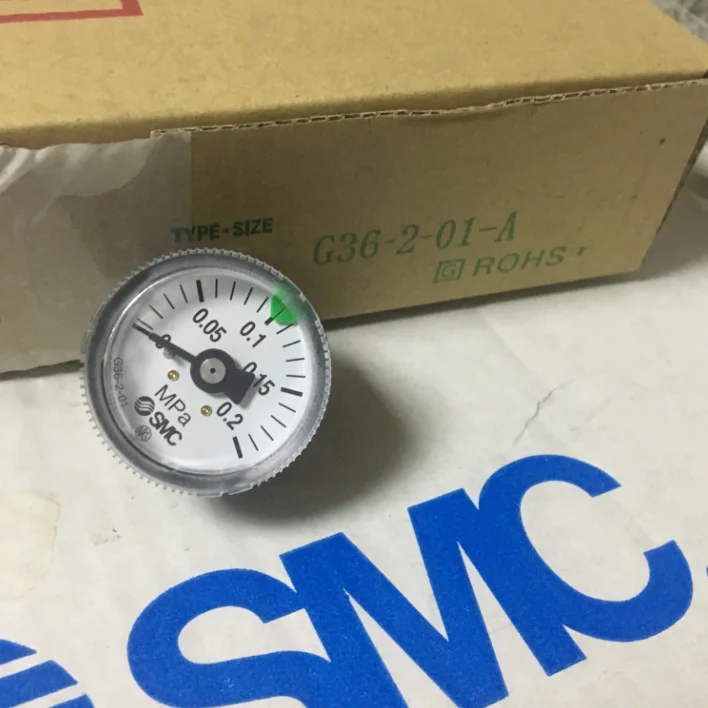 TYPE-SIZE
G36-2-01-A
G ROHS
0
0.05
0.1
0.15
0.2
MPa
SMC
G36-2-01
SMC